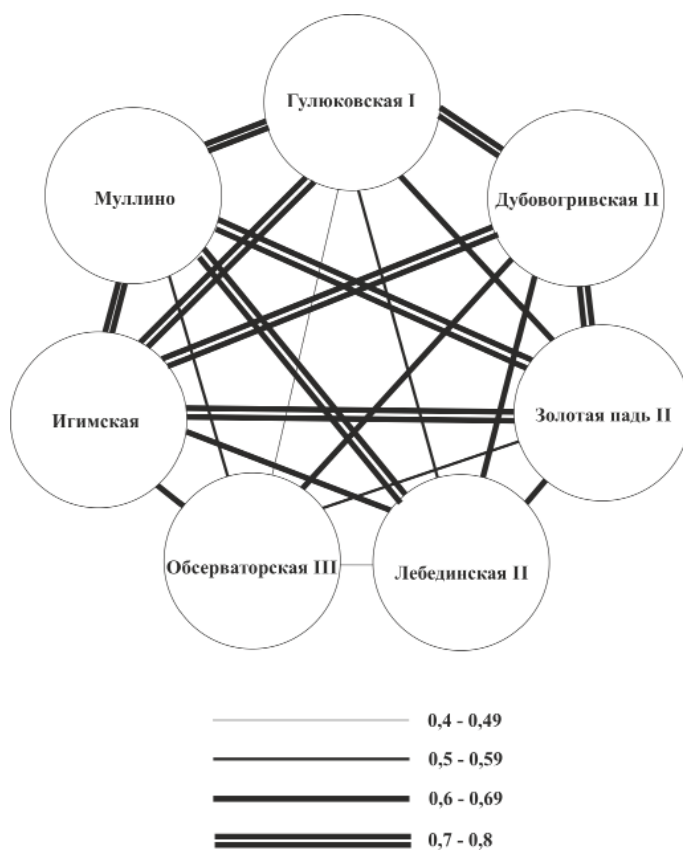 Гулюковская I
Муллино
Дубовогривская II
Игимская
Золотая падь II
Обсерваторская III
Лебединская II
0,4 - 0,49
0,5 - 0,59
0,6 - 0,69
0,7 - 0,8